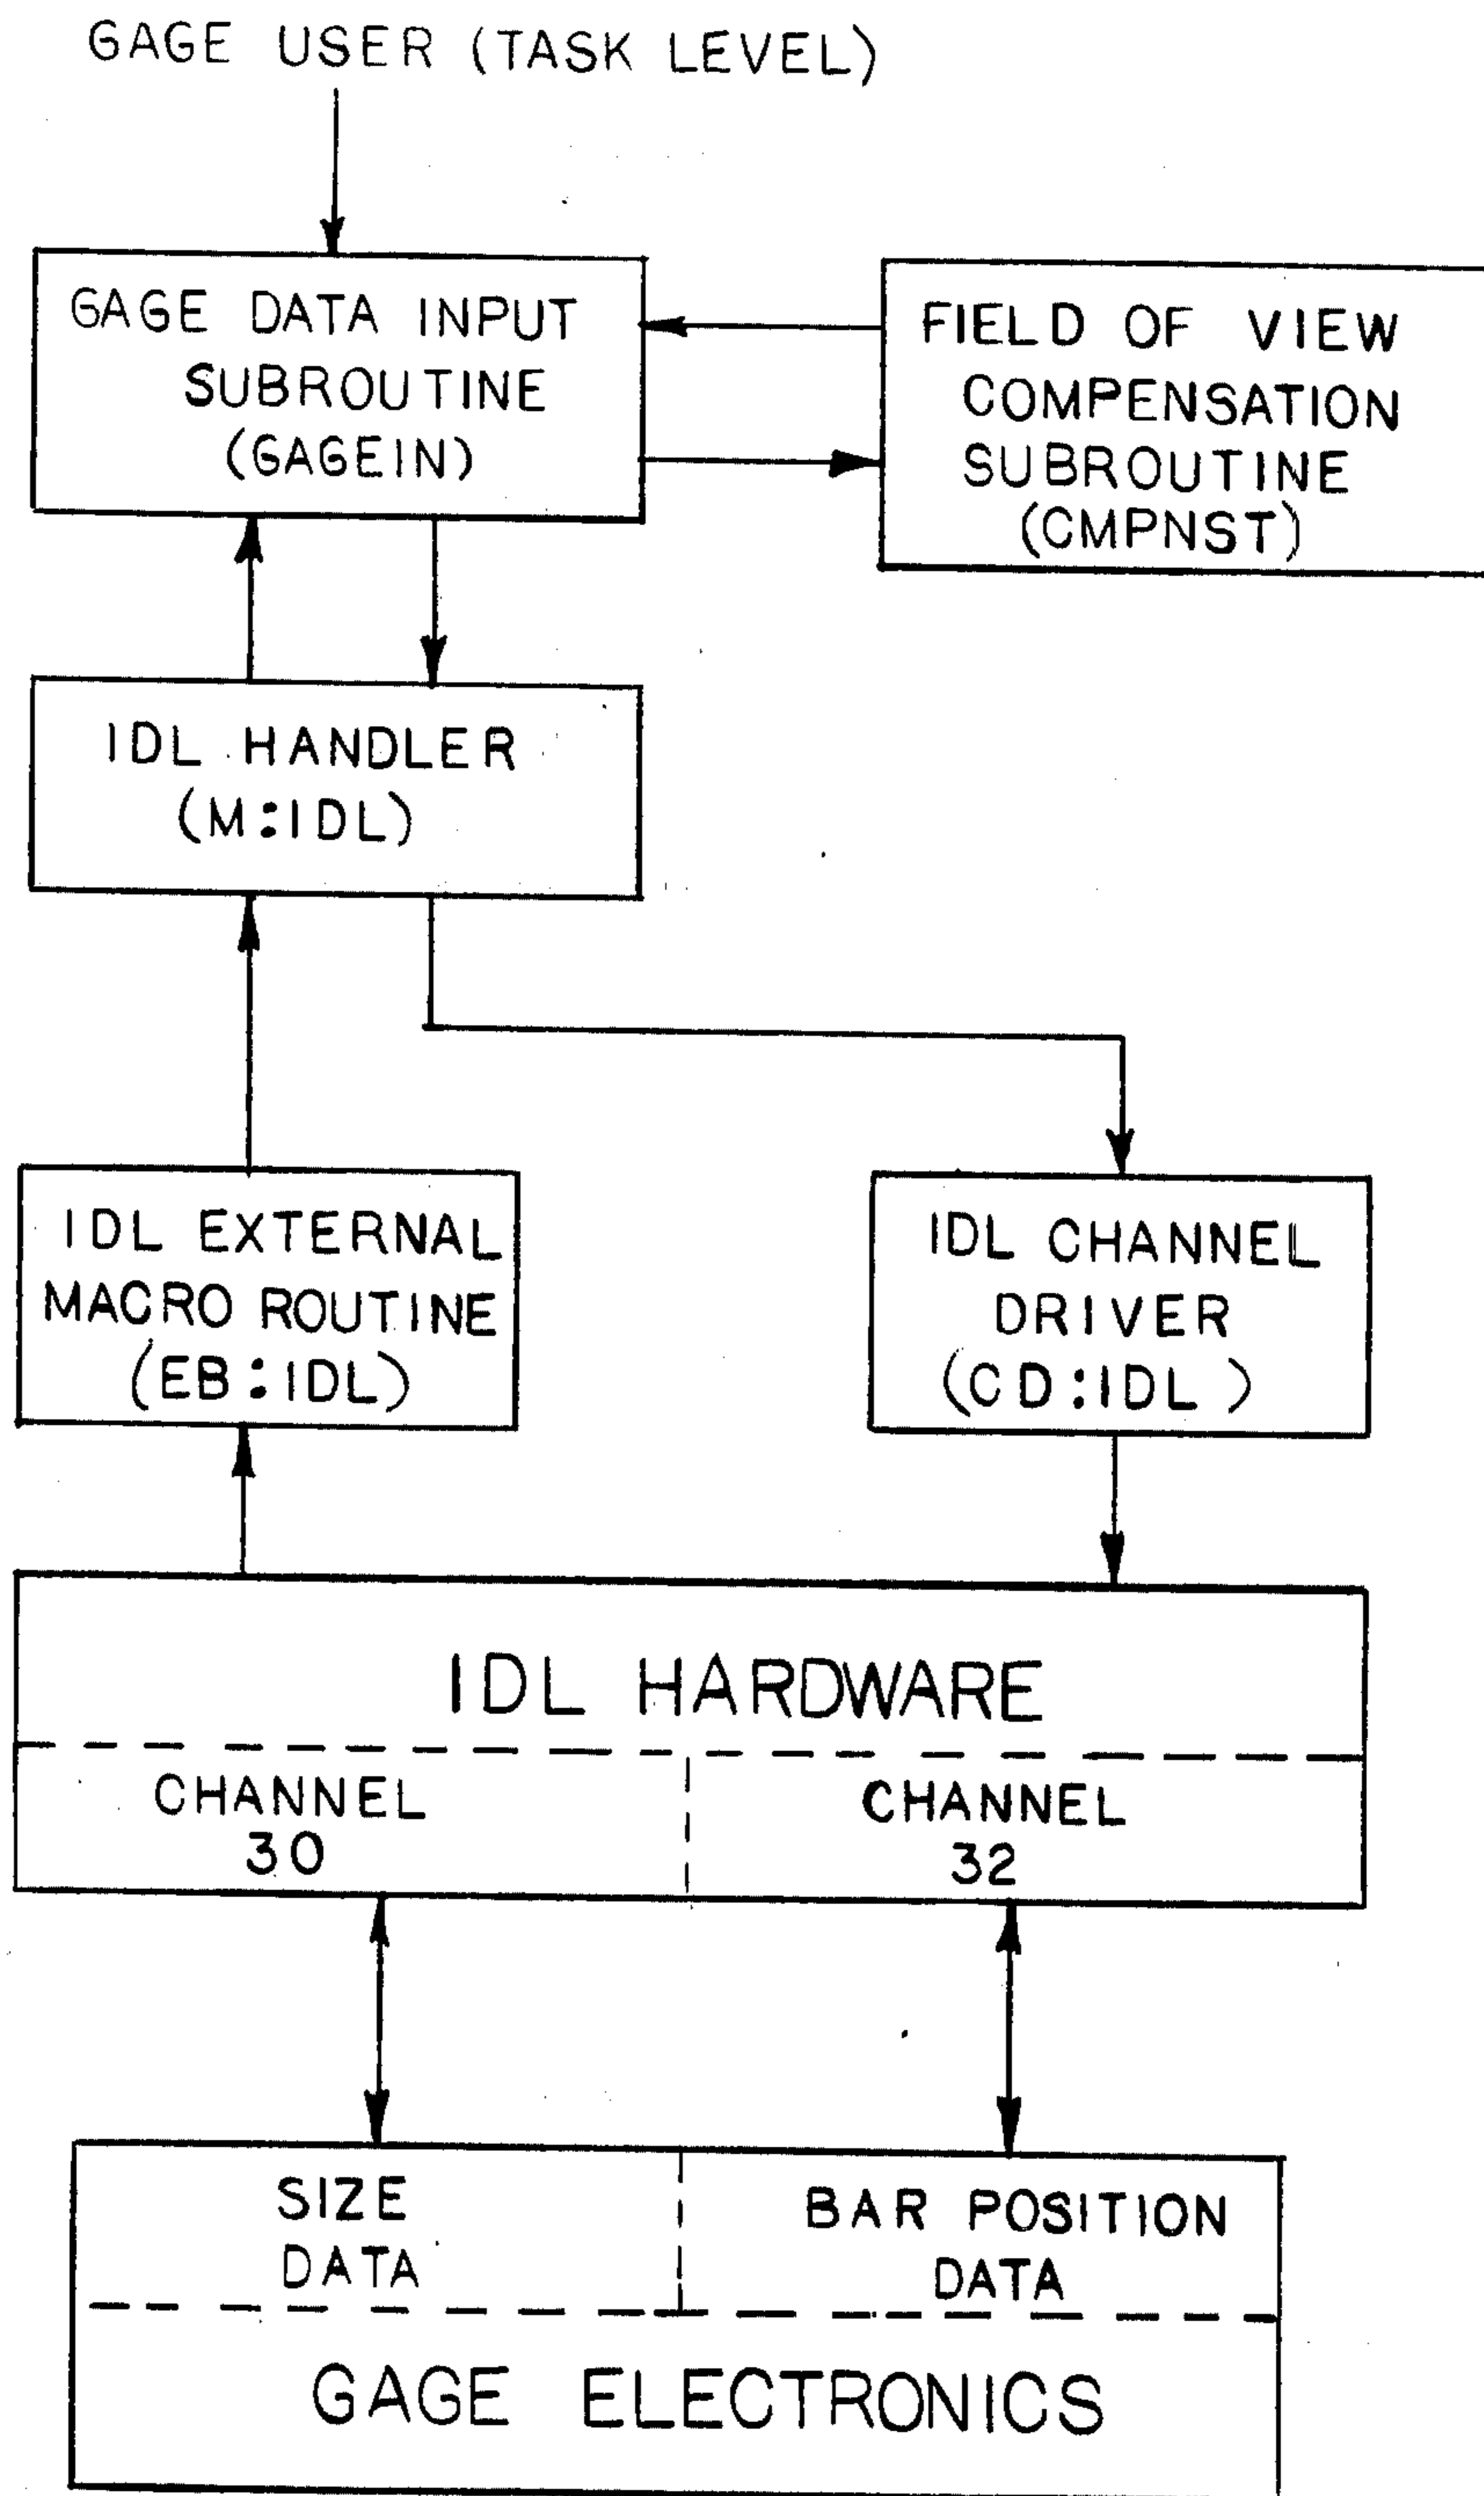 GAGE USER (TASK LEVEL)
GAGE DATA INPUT
SUBROUTINE
(GAGEIN)
FIELD OF VIEW
COMPENSATION
SUBROUTINE
(CMPNST)
IDL HANDLER
(M:IDL)
IDL EXTERNAL
MACRO ROUTINE
(EB:IDL)
IDL CHANNEL
DRIVER
(CD:IDL)
IDL HARDWARE
CHANNEL
30
CHANNEL
32
SIZE
DATA
BAR POSITION
DATA
GAGE ELECTRONICS